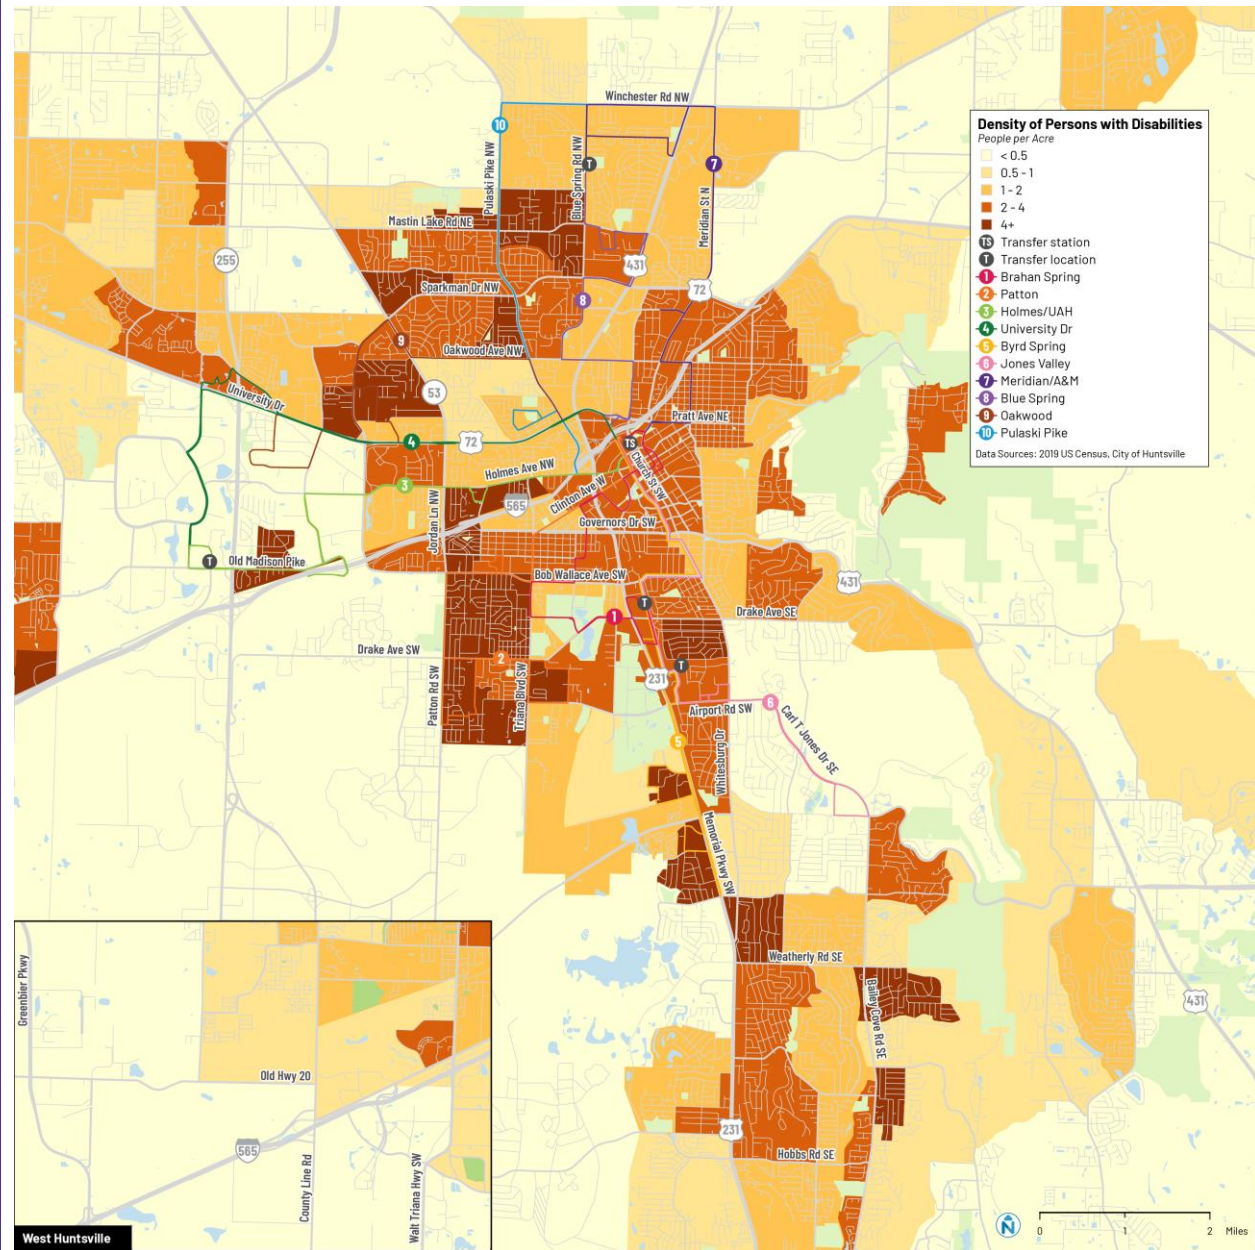 Winchester Rd NW
10
Pulaski Pike NW
Blue Spring Rd NW
T
7
Meridian St N
Mastin Lake Rd NE
255
431
72
Sparkman Dr NW
8
9
Oakwood Ave NW
53
University Dr
4
72
Pratt Ave NE
TS
Church St SW
Holmes Ave NW
3
Clinton Ave W
565
Jordan Ln NW
Governors Dr SW
T
Old Madison Pike
Bob Wallace Ave SW
431
T
1
Drake Ave SE
Drake Ave SW
2
T
231
Patton Rd SW
Triana Blvd SW
Airport Rd SW
6
Carl T Jones Dr SE
5
Whitesburg Dr
Memorial Pkwy SW
Weatherly Rd SE
Bailey Cove Rd SE
431
231
Hobbs Rd SE
Density of Persons with Disabilities
People per Acre
< 0.5
0.5 - 1
1 - 2
2 - 4
4+
TS Transfer station
T Transfer location
1 Brahan Spring
2 Patton
3 Holmes/UAH
4 University Dr
5 Byrd Spring
6 Jones Valley
7 Meridian/A&M
8 Blue Spring
9 Oakwood
10 Pulaski Pike
Data Sources: 2019 US Census, City of Huntsville
Greenbier Pkwy
Old Hwy 20
565
County Line Rd
Walt Triana Hwy SW
West Huntsville
N
0 1 2 Miles